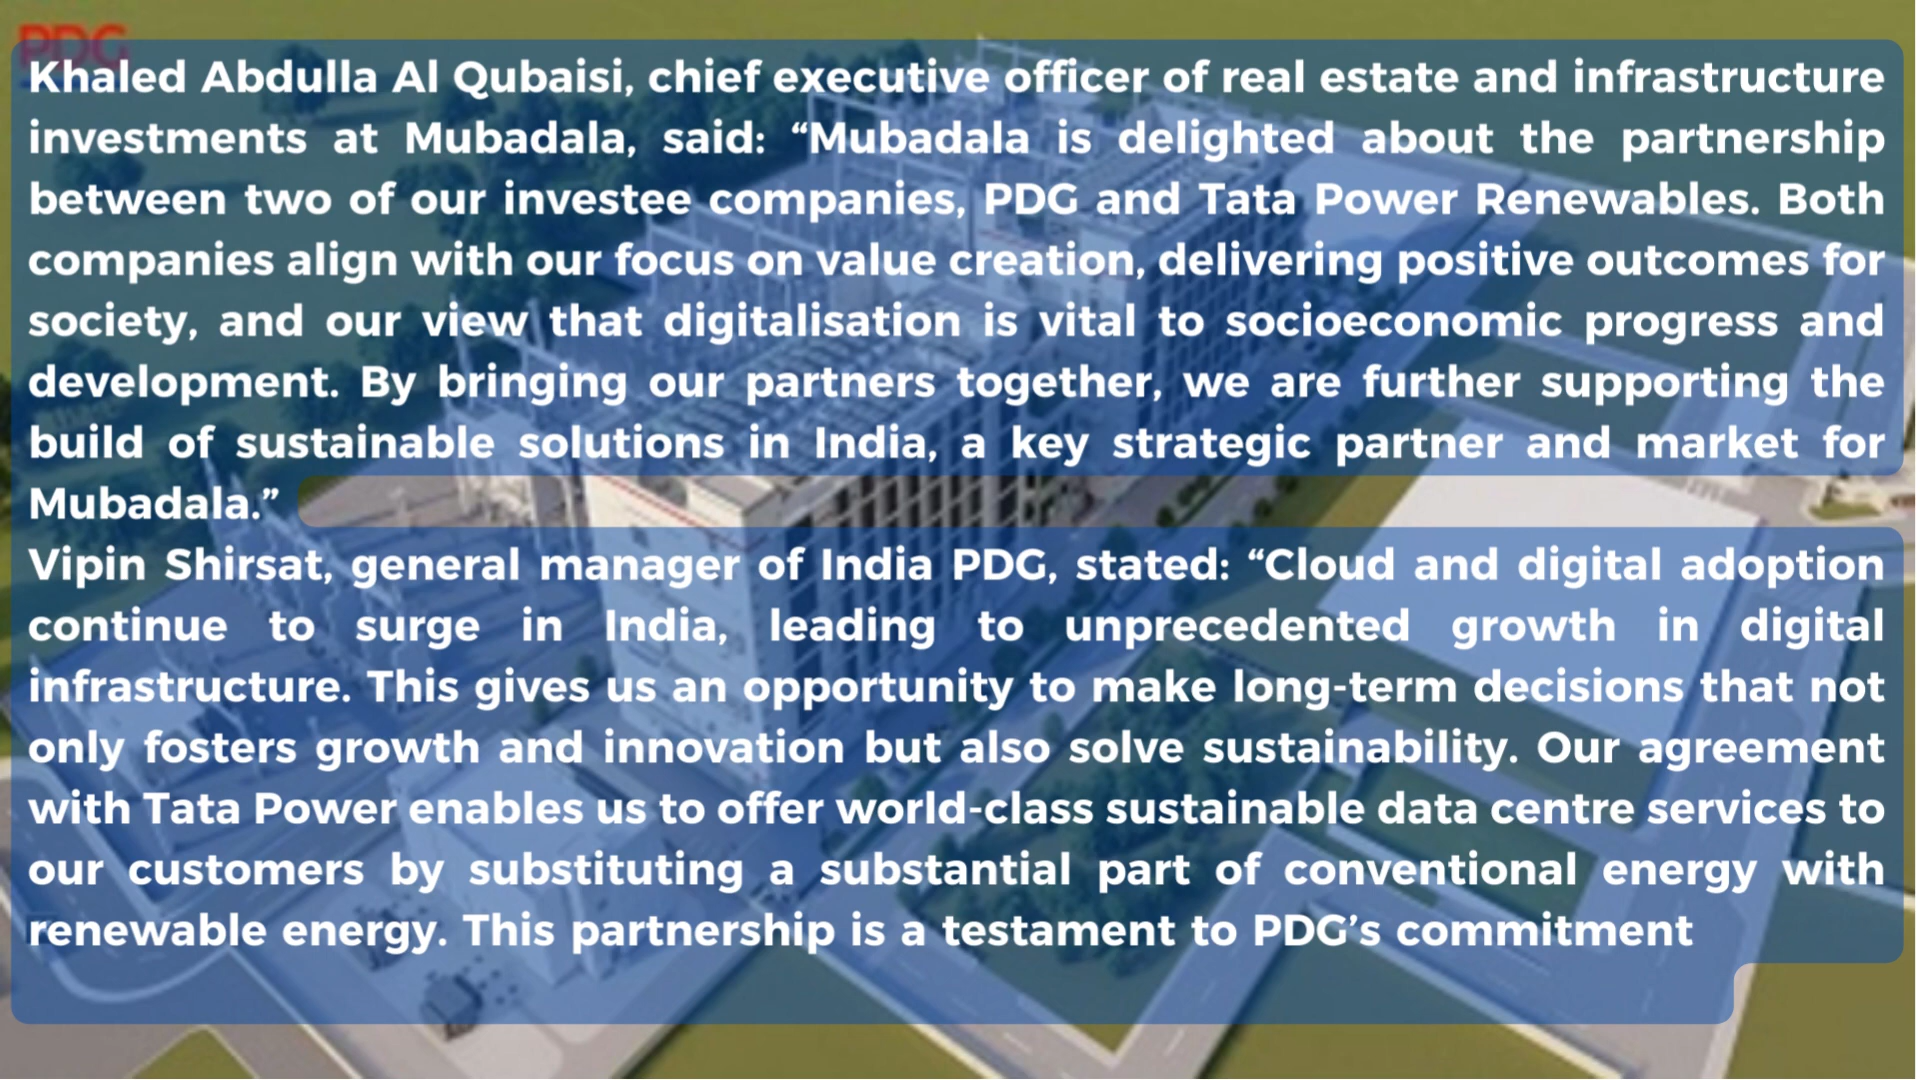 PDG
Khaled Abdulla Al Qubaisi, chief executive officer of real estate and infrastructure
investments at Mubadala, said: “Mubadala is delighted about the partnership
between two of our investee companies, PDG and Tata Power Renewables. Both
companies align with our focus on value creation, delivering positive outcomes for
society, and our view that digitalisation is vital to socioeconomic progress and
development. By bringing our partners together, we are further supporting the
build of sustainable solutions in India, a key strategic partner and market for
Mubadala.”
Vipin Shirsat, general manager of India PDG, stated: “Cloud and digital adoption
continue to surge in India, leading to unprecedented growth in digital
infrastructure. This gives us an opportunity to make long-term decisions that not
only fosters growth and innovation but also solve sustainability. Our agreement
with Tata Power enables us to offer world-class sustainable data centre services to
our customers by substituting a substantial part of conventional energy with
renewable energy. This partnership is a testament to PDG’s commitment